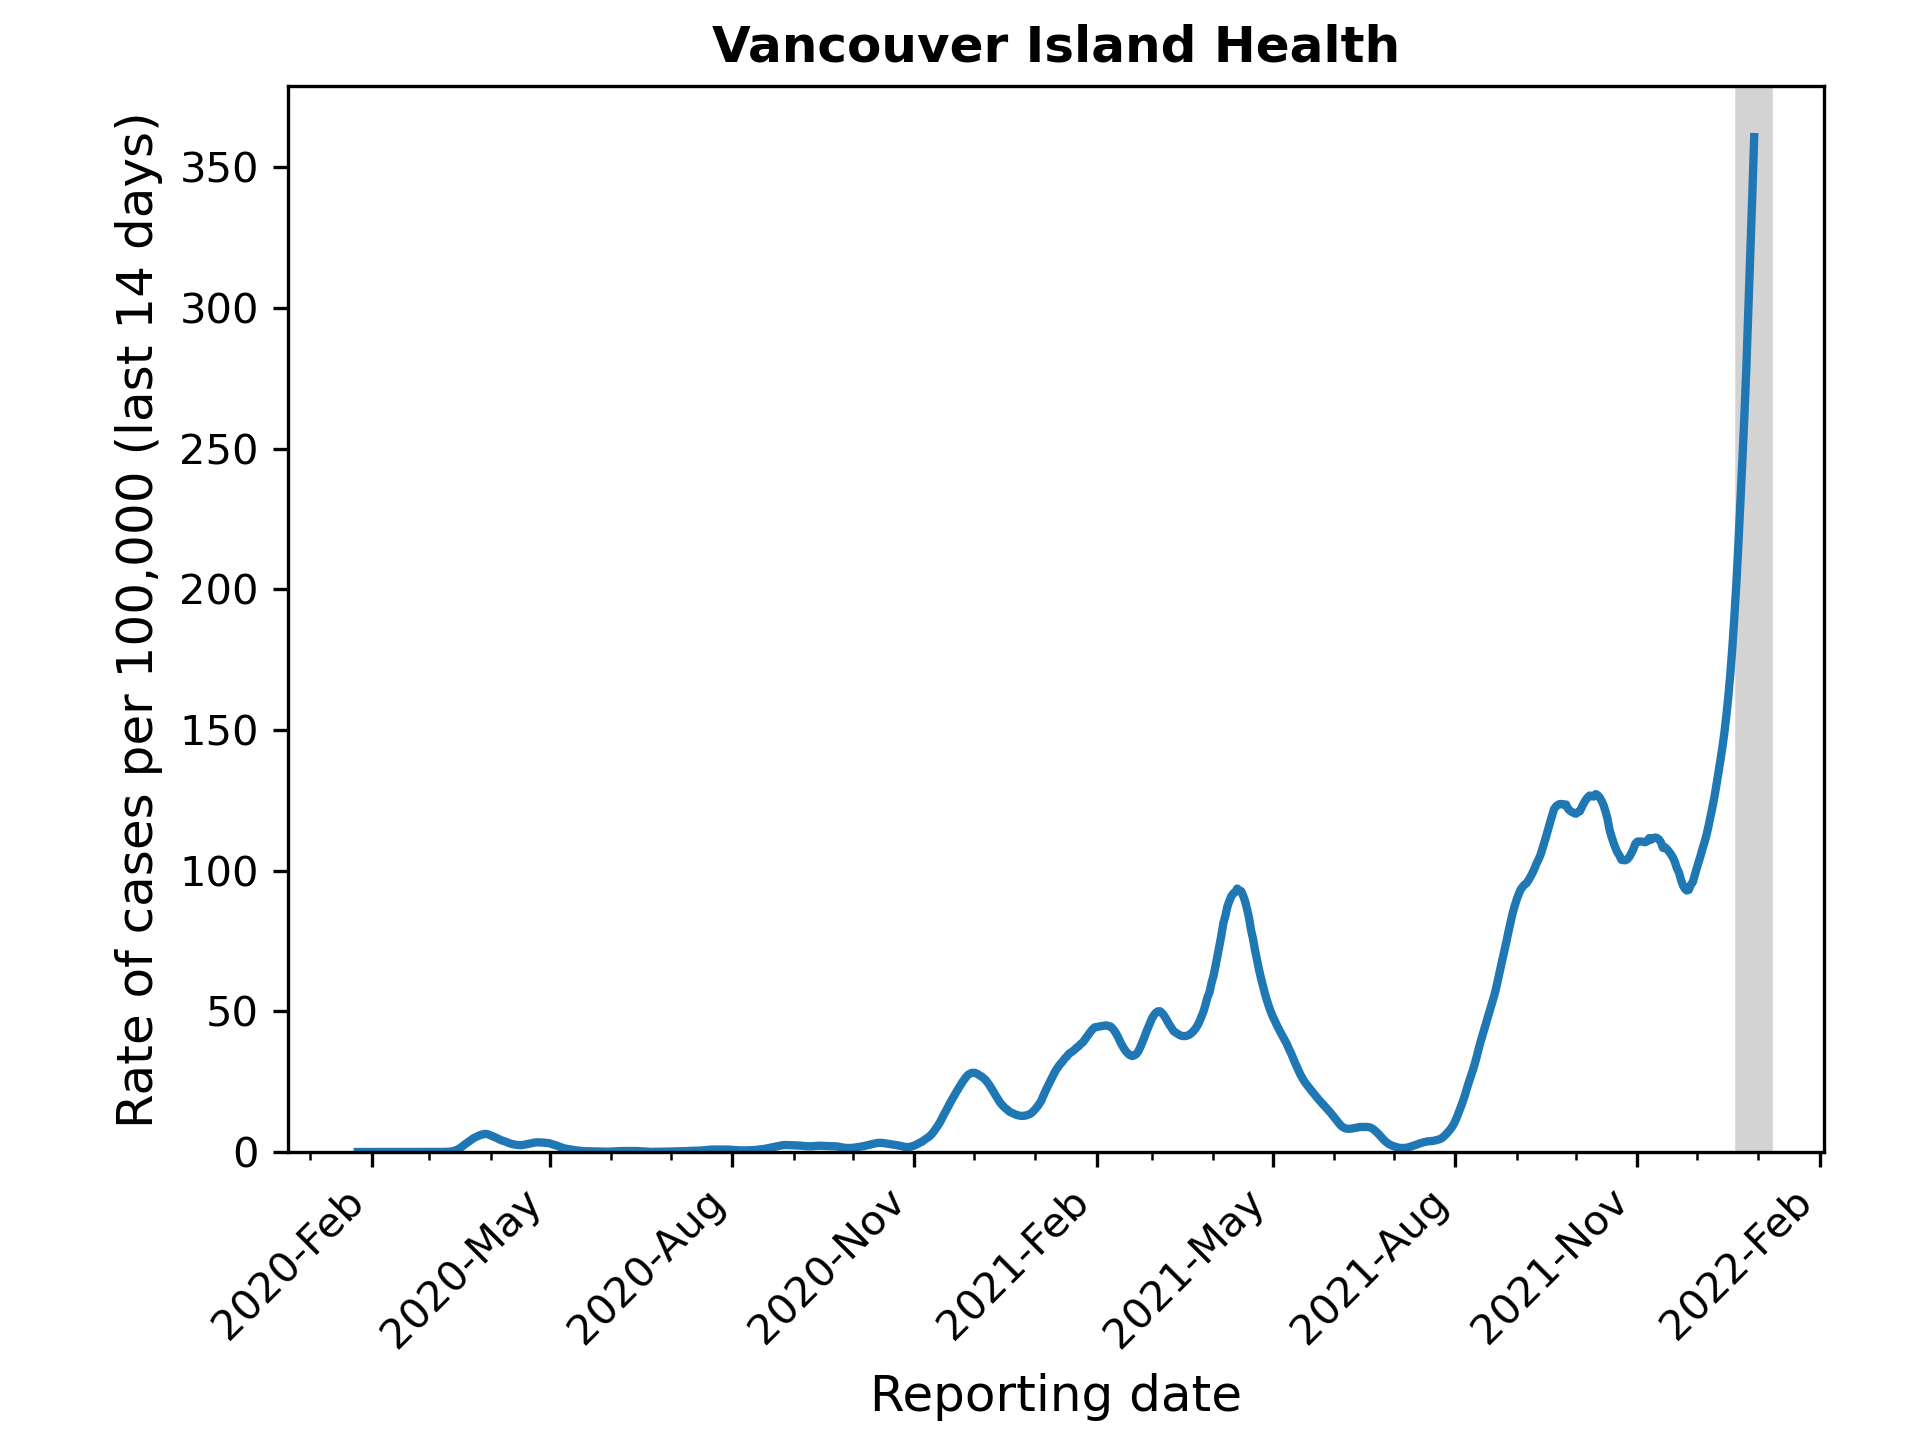 Vancouver Island Health
Rate of cases per 100,000 (last 14 days)
350
300
250
200
150
100
50
0
2020-Feb
2020-May
2020-Aug
2020-Nov
2021-Feb
2021-May
2021-Aug
2021-Nov
2022-Feb
Reporting date